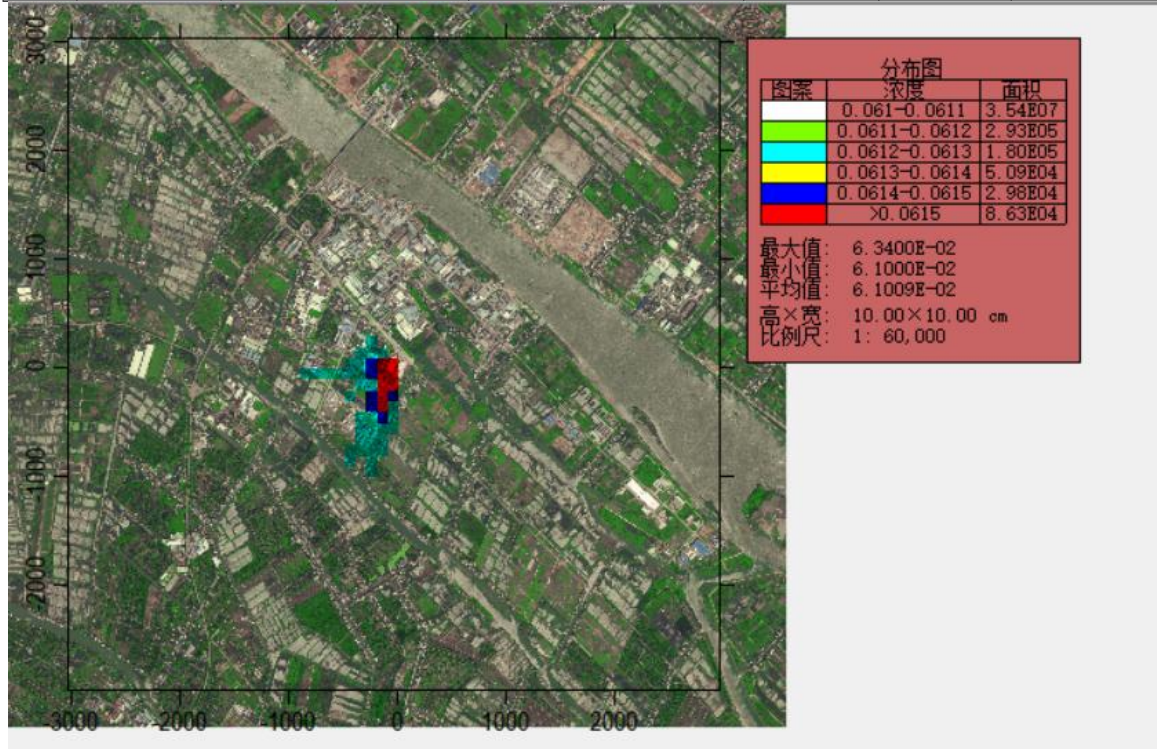 分布图
图案 浓度 面积
0.061-0.0611 3.54E07
0.0611-0.0612 2.93E05
0.0612-0.0613 1.80E05
0.0613-0.0614 5.09E04
0.0614-0.0615 2.98E04
>0.0615 8.63E04
最大值: 6.3400E-02
最小值: 6.1000E-02
平均值: 6.1009E-02
高×宽: 10.00×10.00 cm
比例尺: 1: 60,000
3000
2000
1000
0
-1000
-2000
-3000 -2000 -1000 0 1000 2000